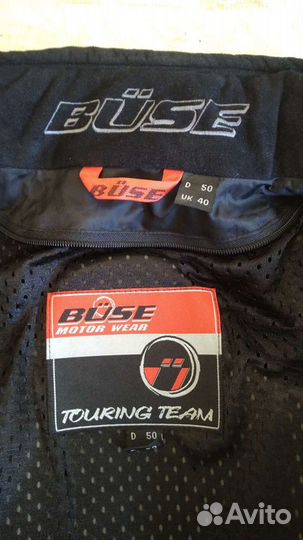 BÜSE
BÜSE
D 50
UK 40
BÜSE
MOTOR WEAR
ü
TOURING TEAM
D 50
Avito